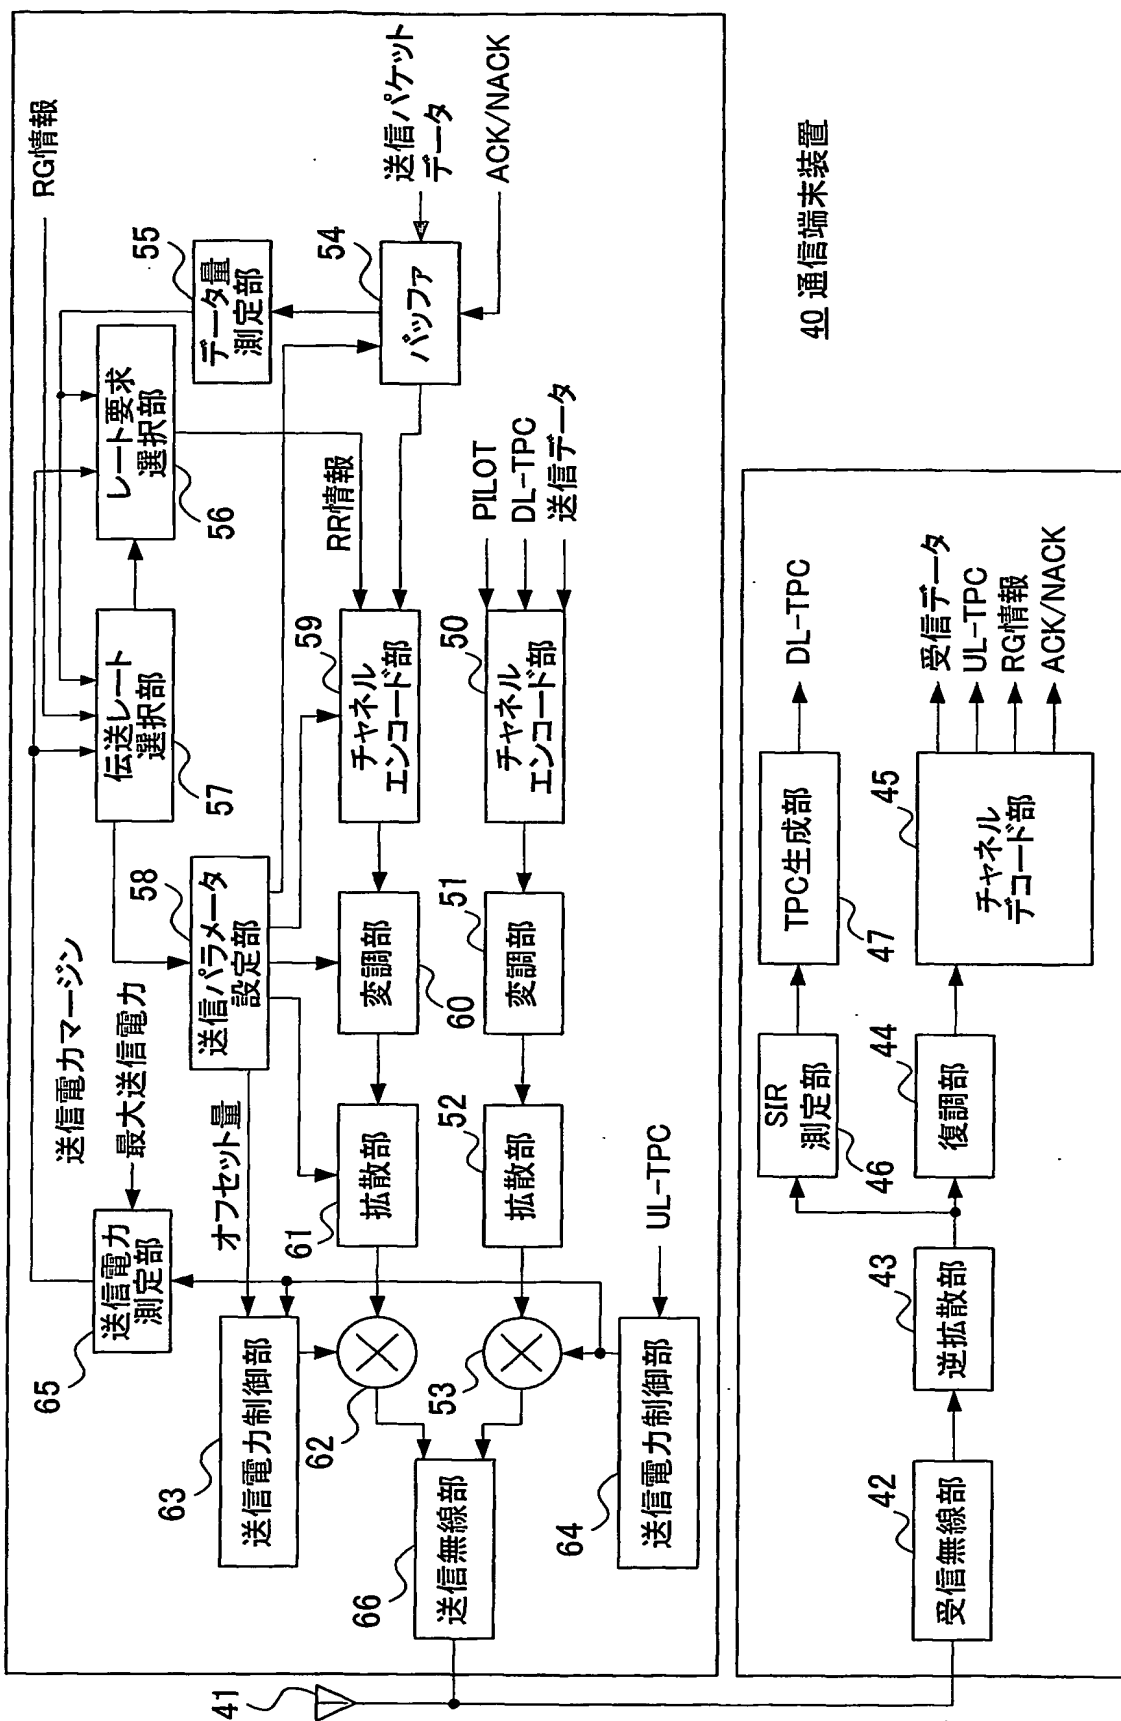 RG情報
送信パケット
データ
ACK/NACK
55
データ量
測定部
54
バッファ
レート要求
選択部
56
RR情報
伝送レート
選択部
57
PILOT
DL-TPC
送信データ
59
チャネル
エンコード部
50
チャネル
エンコード部
58
送信パラメータ
設定部
変調部
60
51
変調部
送信電力マージン
最大送信電力
オフセット量
65
送信電力
測定部
61
拡散部
52
拡散部
UL-TPC
63
送信電力制御部
62
53
64
送信電力制御部
66
送信無線部
41
40 通信端末装置
DL-TPC
受信データ
UL-TPC
RG情報
ACK/NACK
TPC生成部
47
45
チャネル
デコード部
SIR
測定部
46
44
復調部
43
逆拡散部
42
受信無線部